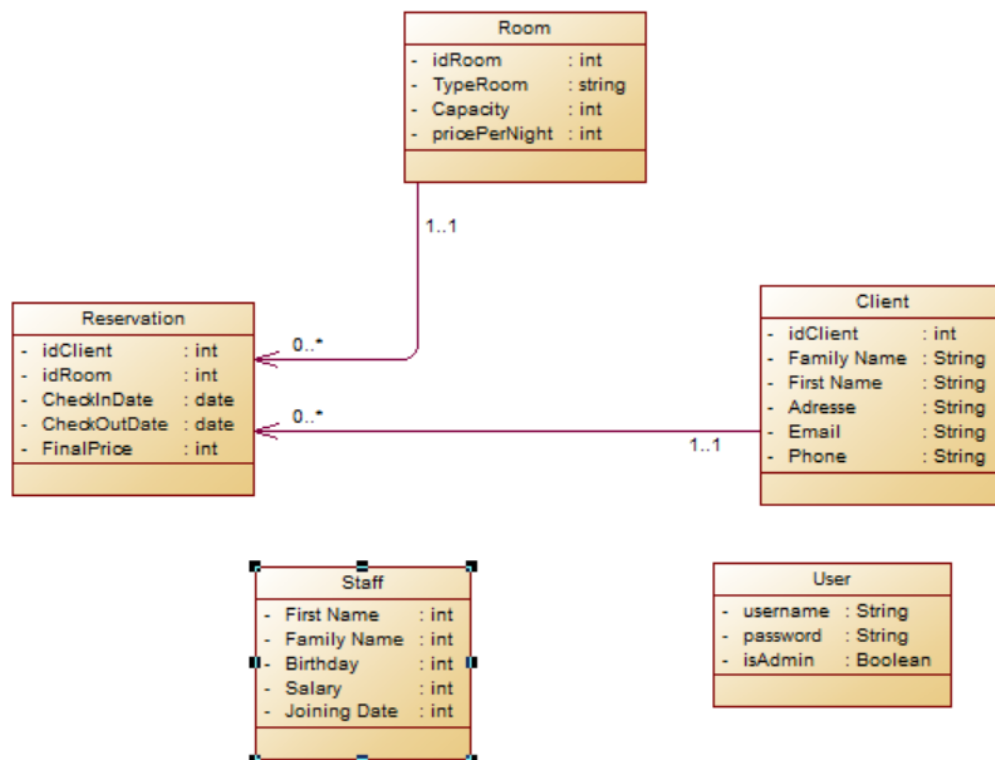 Room
- idRoom : int
- TypeRoom : string
- Capacity : int
- pricePerNight : int
1..1
Reservation
- idClient : int
- idRoom : int
- CheckInDate : date
- CheckOutDate : date
- FinalPrice : int
0..*
0..*
1..1
Client
- idClient : int
- Family Name : String
- First Name : String
- Adresse : String
- Email : String
- Phone : String
Staff
- First Name : int
- Family Name : int
- Birthday : int
- Salary : int
- Joining Date : int
User
- username : String
- password : String
- isAdmin : Boolean